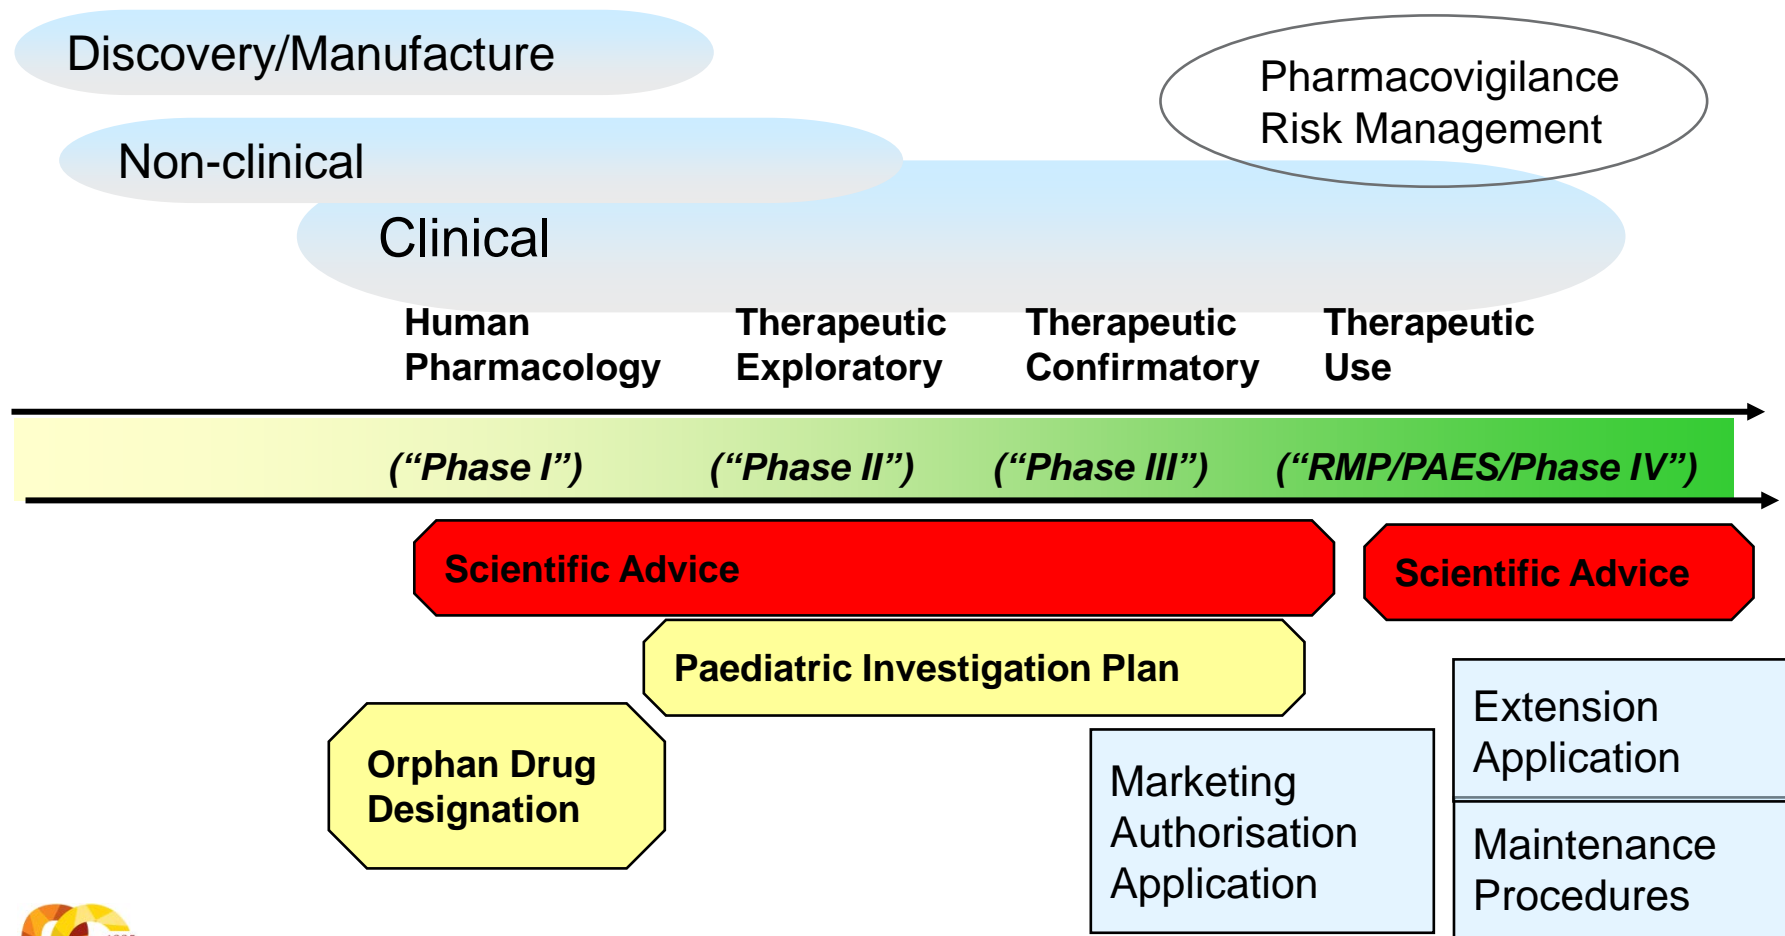 Discovery/Manufacture
Pharmacovigilance
Risk Management
Non-clinical
Clinical
Human
Pharmacology
Therapeutic
Exploratory
Therapeutic
Confirmatory
Therapeutic
Use
(“Phase I”)
(“Phase II”)
(“Phase III”)
(“RMP/PAES/Phase IV”)
Scientific Advice
Scientific Advice
Paediatric Investigation Plan
Orphan Drug
Designation
Marketing
Authorisation
Application
Extension
Application
Maintenance
Procedures